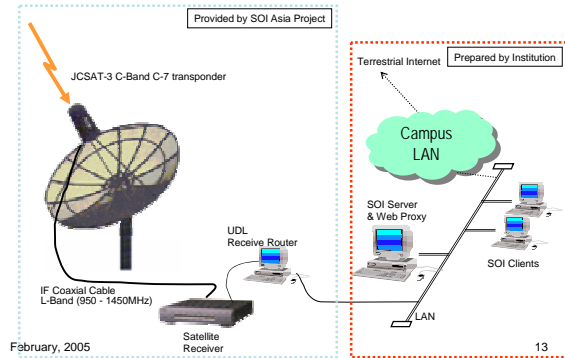 Provided by SOI Asia Project
Prepared by Institution
JCSAT-3 C-Band C-7 transponder
Terrestrial Internet
Campus
LAN
SOI Server
& Web Proxy
UDL
Receive Router
SOI Clients
IF Coaxial Cable
L-Band (950 - 1450MHz)
LAN
Satellite
Receiver
February, 2005
13